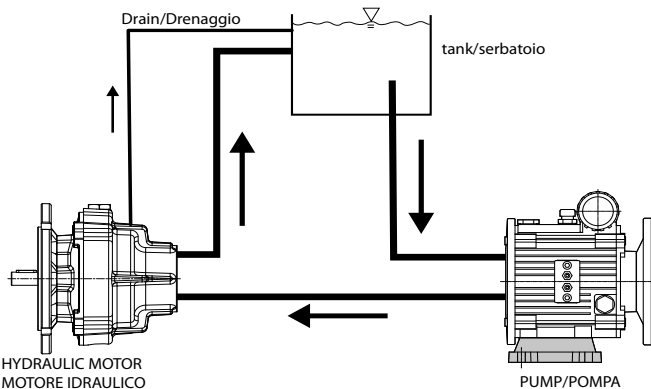 Drain/Drenaggio
tank/serbatoio
HYDRAULIC MOTOR
MOTORE IDRAULICO
PUMP/POMPA